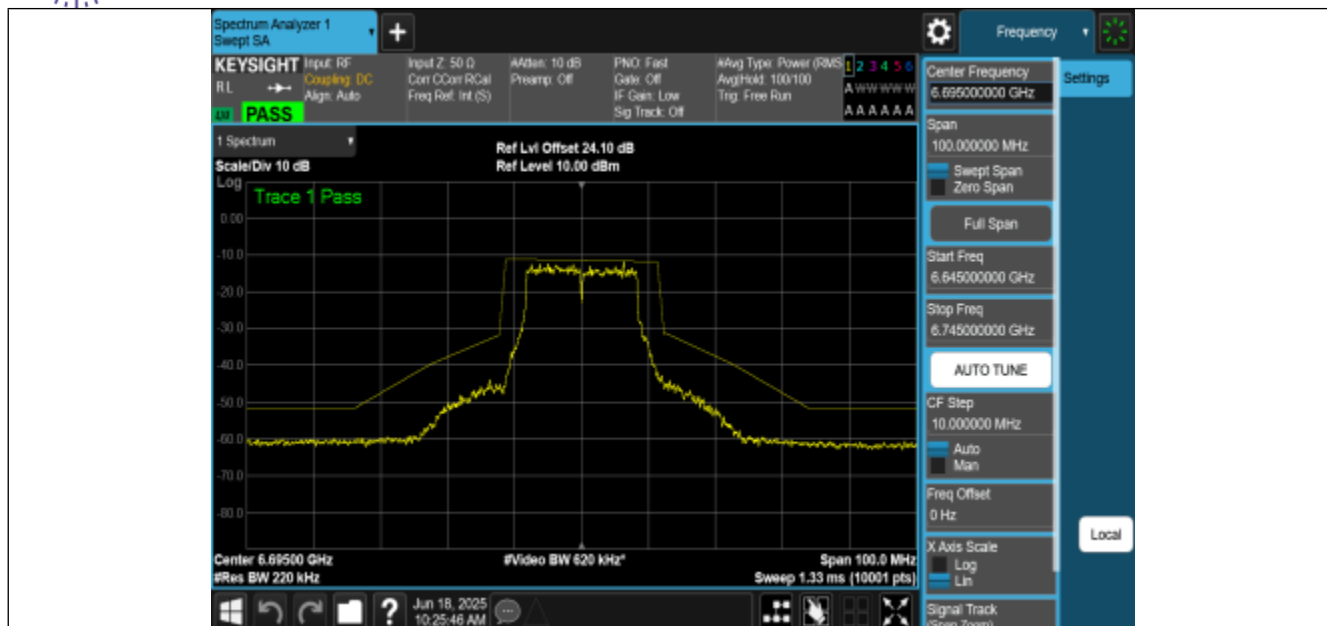 Spectrum Analyzer 1
Swept SA
+
Frequency
KEYSIGHT
RL
LXI
PASS
Input: RF
Coupling: DC
Align: Auto
Input Z: 50 Ω
Corr CCorr RCal
Freq Ref: Int (S)
#Atten: 10 dB
Preamp: Off
PNO: Fast
Gate: Off
IF Gain: Low
Sig Track: Off
#Avg Type: Power (RMS
Avg|Hold: 100/100
Trig: Free Run
1 2 3 4 5 6
A W W W W W
A A A A A A
1 Spectrum
Scale/Div 10 dB
Ref Lvl Offset 24.10 dB
Ref Level 10.00 dBm
Log
Trace 1 Pass
0.00
-10.0
-20.0
-30.0
-40.0
-50.0
-60.0
-70.0
-80.0
Center 6.69500 GHz
#Res BW 220 kHz
#Video BW 620 kHz*
Span 100.0 MHz
Sweep 1.33 ms (10001 pts)
Center Frequency
6.695000000 GHz
Settings
Span
100.000000 MHz
Swept Span
Zero Span
Full Span
Start Freq
6.645000000 GHz
Stop Freq
6.745000000 GHz
AUTO TUNE
CF Step
10.000000 MHz
Auto
Man
Freq Offset
0 Hz
X Axis Scale
Log
Lin
Local
Signal Track
(Span Zoom)
?
Jun 18, 2025
10:25:46 AM